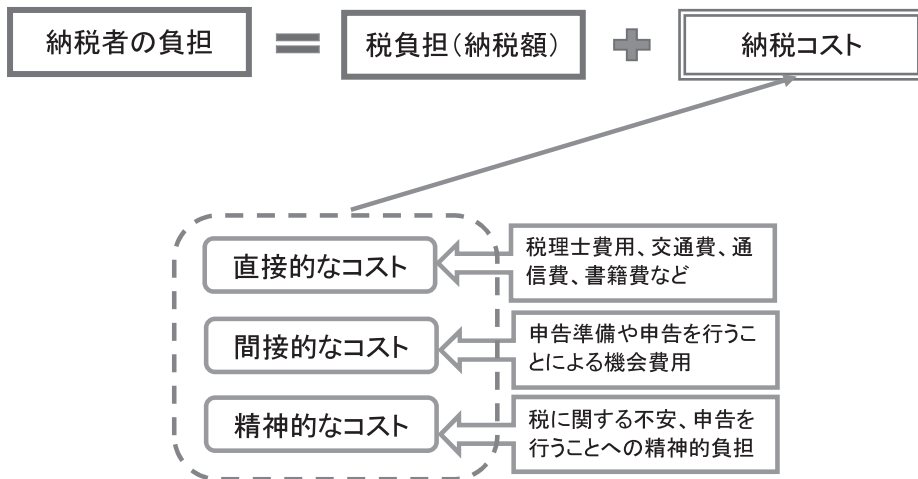 納税者の負担
税負担(納税額)
納税コスト
直接的なコスト
税理士費用、交通費、通
信費、書籍費など
間接的なコスト
申告準備や申告を行うこ
とによる機会費用
精神的なコスト
税に関する不安、申告を
行うことへの精神的負担